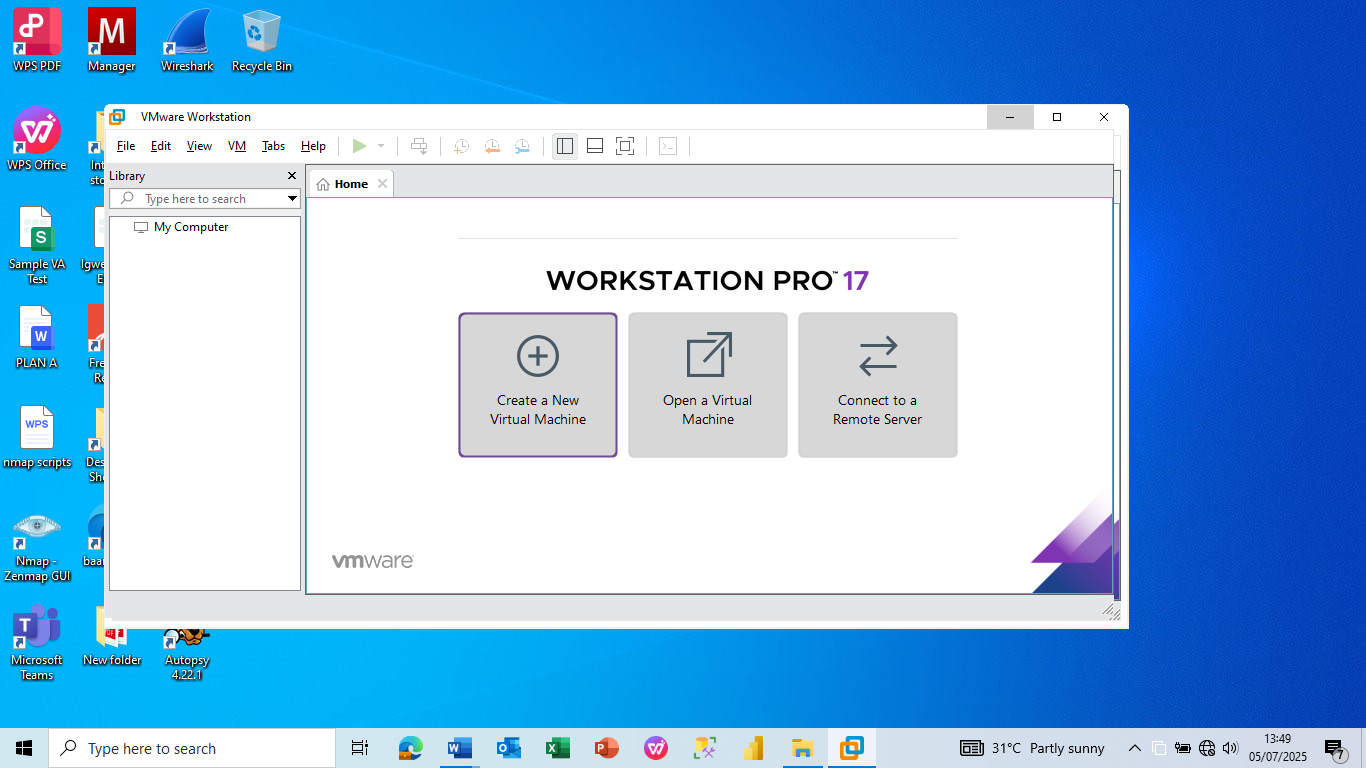 WPS PDF
Manager
Wireshark
Recycle Bin
WPS Office
Sample VA
Test
PLAN A
nmap scripts
Nmap -
Zenmap GUI
Microsoft
Teams
New folder
Autopsy
4.22.1
VMware Workstation
File Edit View VM Tabs Help
Library
Type here to search
My Computer
Home
WORKSTATION PRO™ 17
Create a New
Virtual Machine
Open a Virtual
Machine
Connect to a
Remote Server
vmware
Type here to search
31°C Partly sunny
13:49
05/07/2025
7